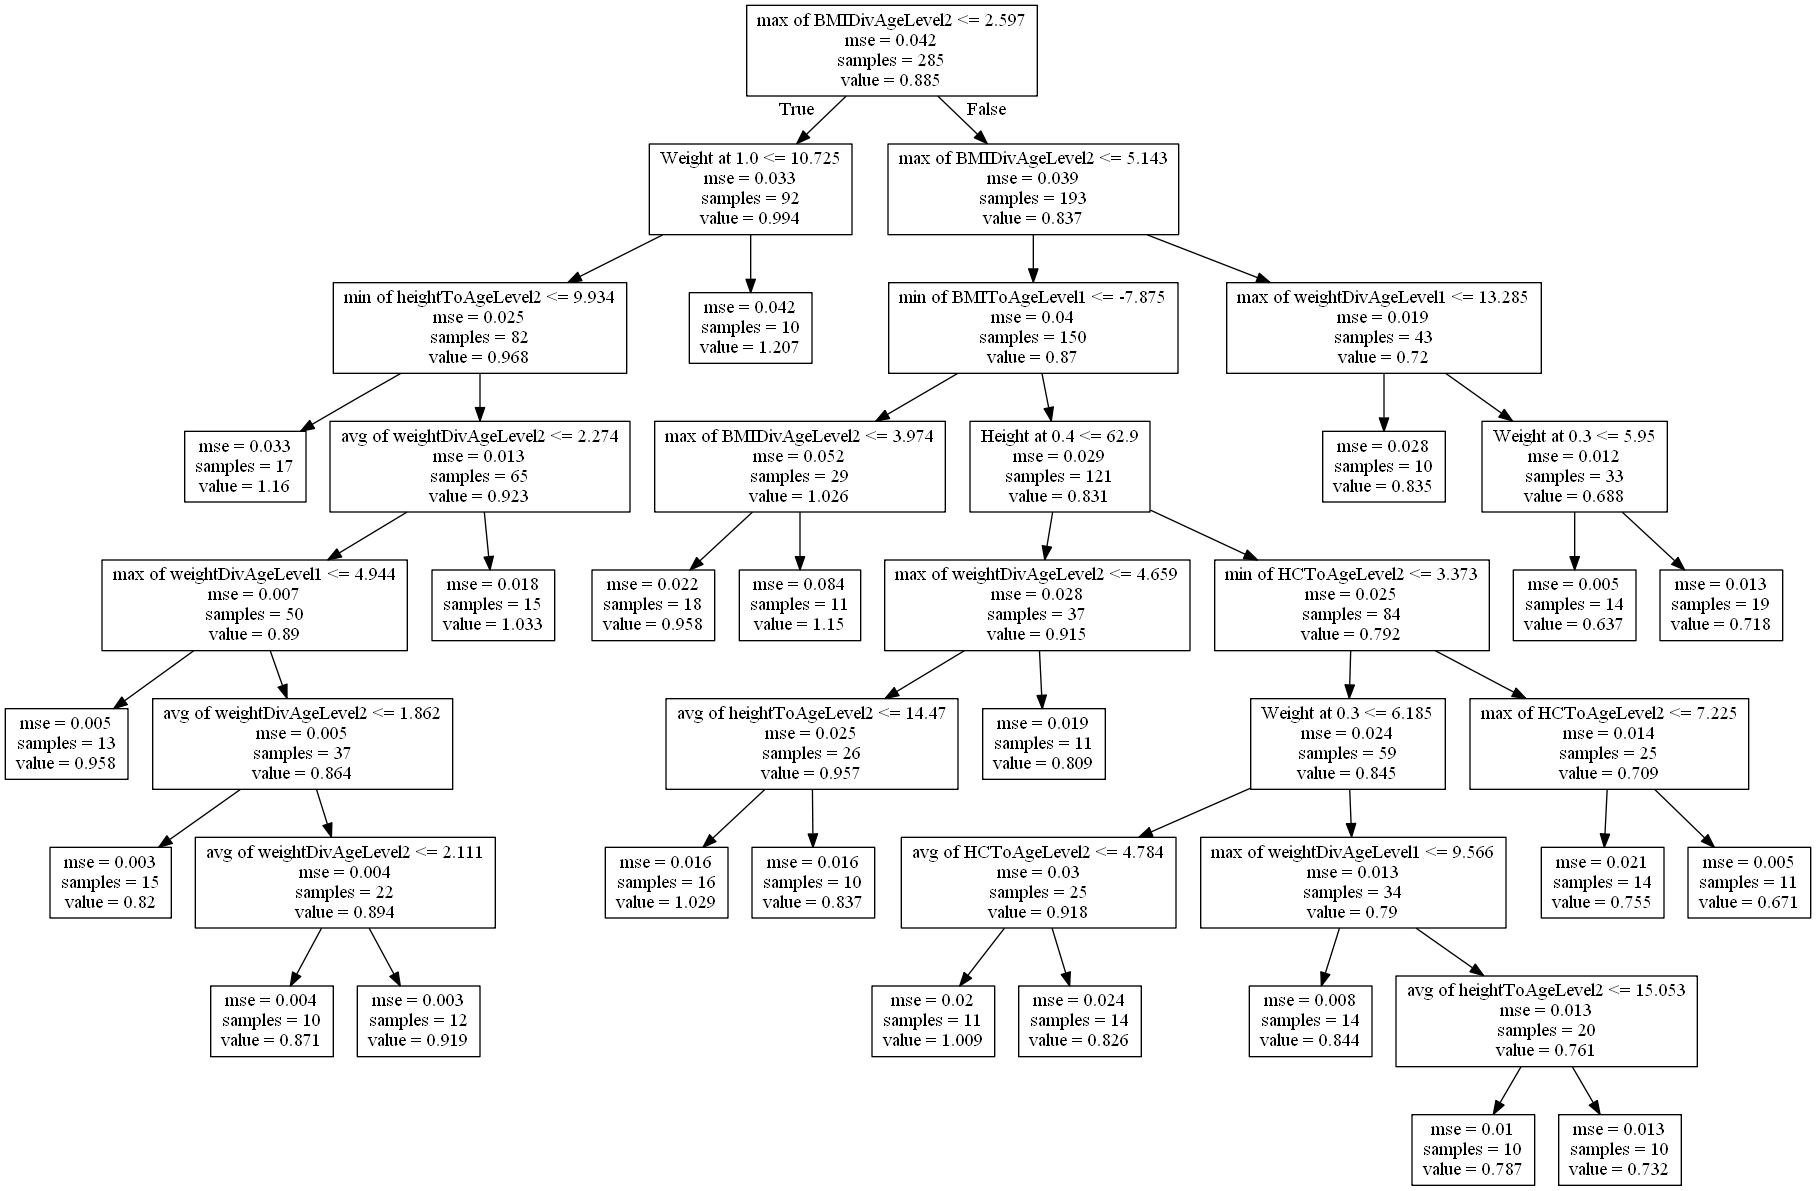 max of BMIDivAgeLevel2 <= 2.597
mse = 0.042
samples = 285
value = 0.885
True
False
Weight at 1.0 <= 10.725
mse = 0.033
samples = 92
value = 0.994
max of BMIDivAgeLevel2 <= 5.143
mse = 0.039
samples = 193
value = 0.837
min of heightToAgeLevel2 <= 9.934
mse = 0.025
samples = 82
value = 0.968
mse = 0.042
samples = 10
value = 1.207
min of BMIToAgeLevel1 <= -7.875
mse = 0.04
samples = 150
value = 0.87
max of weightDivAgeLevel1 <= 13.285
mse = 0.019
samples = 43
value = 0.72
mse = 0.033
samples = 17
value = 1.16
avg of weightDivAgeLevel2 <= 2.274
mse = 0.013
samples = 65
value = 0.923
max of BMIDivAgeLevel2 <= 3.974
mse = 0.052
samples = 29
value = 1.026
Height at 0.4 <= 62.9
mse = 0.029
samples = 121
value = 0.831
mse = 0.028
samples = 10
value = 0.835
Weight at 0.3 <= 5.95
mse = 0.012
samples = 33
value = 0.688
max of weightDivAgeLevel1 <= 4.944
mse = 0.007
samples = 50
value = 0.89
mse = 0.018
samples = 15
value = 1.033
mse = 0.022
samples = 18
value = 0.958
mse = 0.084
samples = 11
value = 1.15
max of weightDivAgeLevel2 <= 4.659
mse = 0.028
samples = 37
value = 0.915
min of HCToAgeLevel2 <= 3.373
mse = 0.025
samples = 84
value = 0.792
mse = 0.005
samples = 14
value = 0.637
mse = 0.013
samples = 19
value = 0.718
mse = 0.005
samples = 13
value = 0.958
avg of weightDivAgeLevel2 <= 1.862
mse = 0.005
samples = 37
value = 0.864
avg of heightToAgeLevel2 <= 14.47
mse = 0.025
samples = 26
value = 0.957
mse = 0.019
samples = 11
value = 0.809
Weight at 0.3 <= 6.185
mse = 0.024
samples = 59
value = 0.845
max of HCToAgeLevel2 <= 7.225
mse = 0.014
samples = 25
value = 0.709
mse = 0.003
samples = 15
value = 0.82
avg of weightDivAgeLevel2 <= 2.111
mse = 0.004
samples = 22
value = 0.894
mse = 0.016
samples = 16
value = 1.029
mse = 0.016
samples = 10
value = 0.837
avg of HCToAgeLevel2 <= 4.784
mse = 0.03
samples = 25
value = 0.918
max of weightDivAgeLevel1 <= 9.566
mse = 0.013
samples = 34
value = 0.79
mse = 0.021
samples = 14
value = 0.755
mse = 0.005
samples = 11
value = 0.671
mse = 0.004
samples = 10
value = 0.871
mse = 0.003
samples = 12
value = 0.919
mse = 0.02
samples = 11
value = 1.009
mse = 0.024
samples = 14
value = 0.826
mse = 0.008
samples = 14
value = 0.844
avg of heightToAgeLevel2 <= 15.053
mse = 0.013
samples = 20
value = 0.761
mse = 0.01
samples = 10
value = 0.787
mse = 0.013
samples = 10
value = 0.732